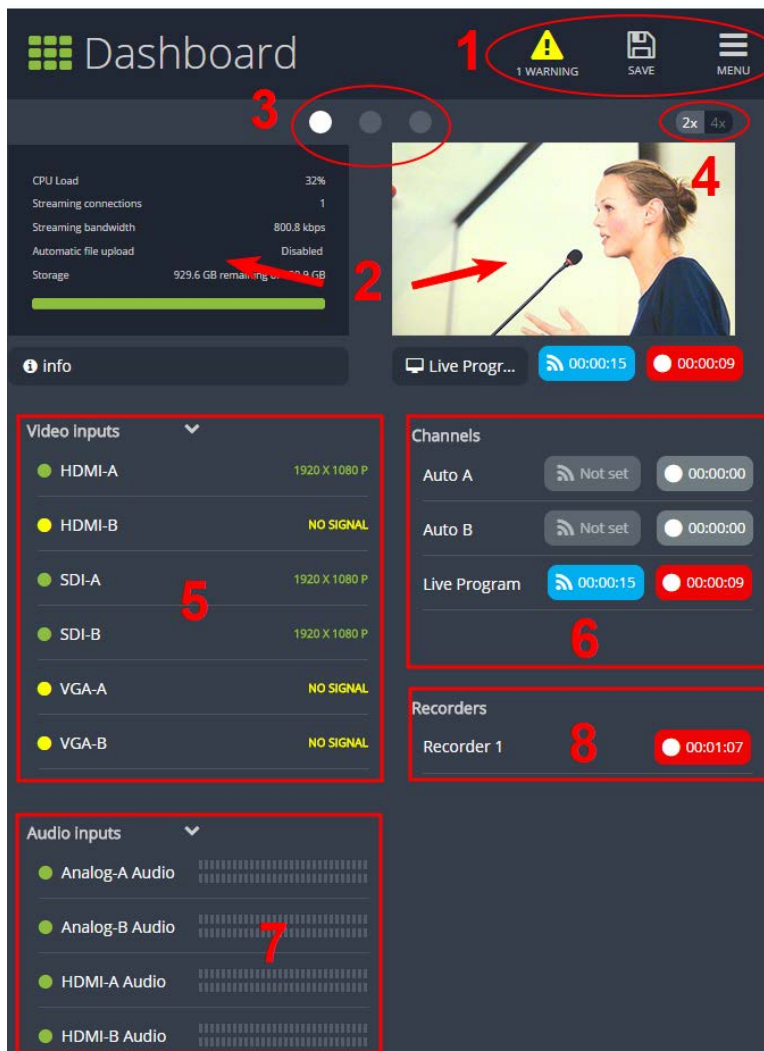 Dashboard
1
1 WARNING
SAVE
MENU
3
2x 4x
4
CPU Load 32%
Streaming connections 1
Streaming bandwidth 800.8 kbps
Automatic file upload Disabled
Storage 929.6 GB remaining
2
info
Live Progr... 00:00:15 00:00:09
Video inputs
HDMI-A 1920 X 1080 P
HDMI-B NO SIGNAL
SDI-A 1920 X 1080 P
5
SDI-B 1920 X 1080 P
VGA-A NO SIGNAL
VGA-B NO SIGNAL
Channels
Auto A Not set 00:00:00
Auto B Not set 00:00:00
Live Program 00:00:15 00:00:09
6
Recorders
Recorder 1 8 00:01:07
Audio inputs
Analog-A Audio
Analog-B Audio
7
HDMI-A Audio
HDMI-B Audio